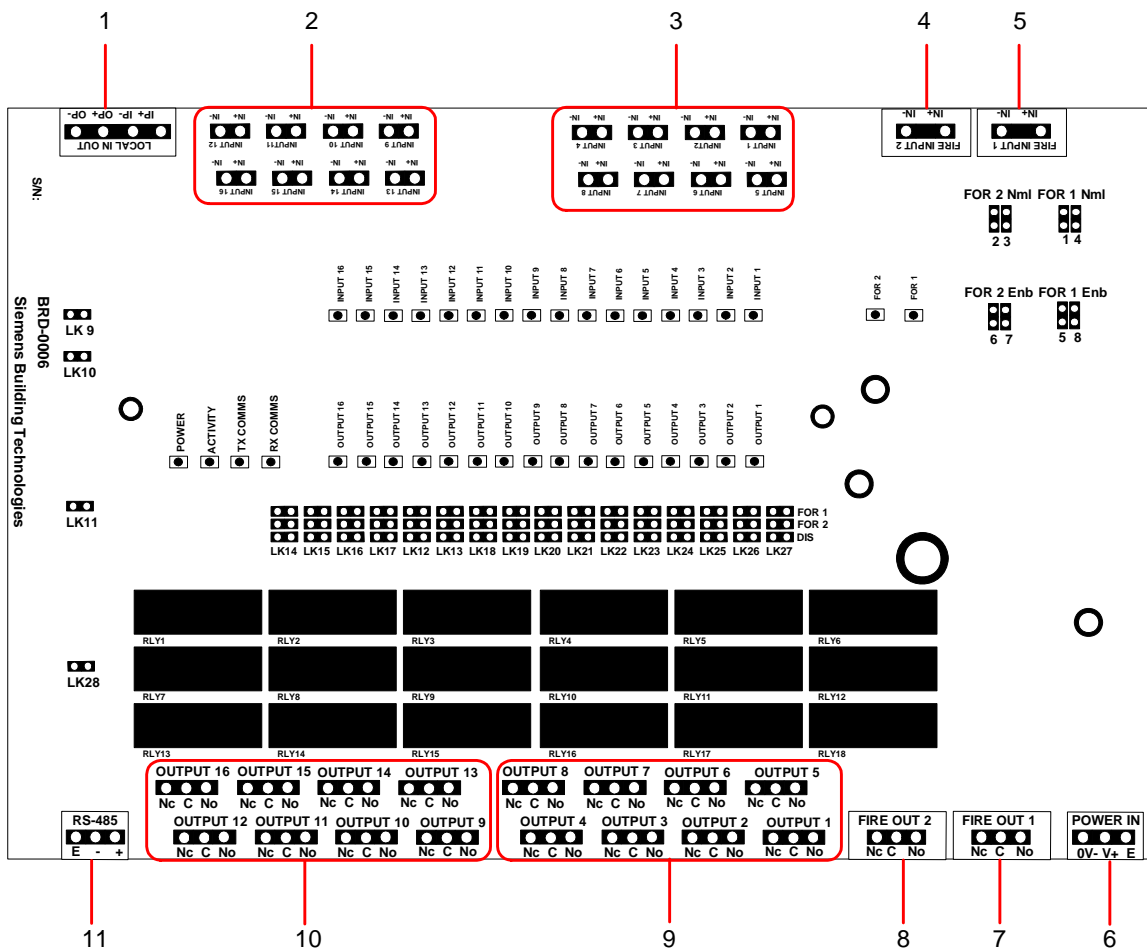 1 2 3 4 5
IP+ IP- OP+ OP-
LOCAL IN OUT
IN+ IN- IN+ IN- IN+ IN- IN+ IN-
INPUT 12 INPUT11 INPUT 10 INPUT 9
IN+ IN- IN+ IN- IN+ IN- IN+ IN-
INPUT 16 INPUT 15 INPUT 14 INPUT 13
IN+ IN- IN+ IN- IN+ IN- IN+ IN-
INPUT 4 INPUT 3 INPUT2 INPUT 1
IN+ IN- IN+ IN- IN+ IN- IN+ IN-
INPUT 8 INPUT 7 INPUT 6 INPUT 5
IN+ IN-
FIRE INPUT 2
IN+ IN-
FIRE INPUT 1
S/N:
FOR 2 Nml FOR 1 Nml
2 3 1 4
INPUT 16 INPUT 15 INPUT 14 INPUT 13 INPUT 12 INPUT 11 INPUT 10 INPUT 9 INPUT 8 INPUT 7 INPUT 6 INPUT 5 INPUT 4 INPUT 3 INPUT 2 INPUT 1
FOR 2 FOR 1
FOR 2 Enb FOR 1 Enb
6 7 5 8
BRD-0006
Siemens Building Technologies
LK 9
LK10
POWER ACTIVITY TX COMMS RX COMMS
OUTPUT 16 OUTPUT 15 OUTPUT 14 OUTPUT 13 OUTPUT 12 OUTPUT 11 OUTPUT 10 OUTPUT 9 OUTPUT 8 OUTPUT 7 OUTPUT 6 OUTPUT 5 OUTPUT 4 OUTPUT 3 OUTPUT 2 OUTPUT 1
LK11
FOR 1
FOR 2
DIS
LK14 LK15 LK16 LK17 LK12 LK13 LK18 LK19 LK20 LK21 LK22 LK23 LK24 LK25 LK26 LK27
RLY1 RLY2 RLY3 RLY4 RLY5 RLY6
LK28
RLY7 RLY8 RLY9 RLY10 RLY11 RLY12
RLY13 RLY14 RLY15 RLY16 RLY17 RLY18
OUTPUT 16 OUTPUT 15 OUTPUT 14 OUTPUT 13 OUTPUT 8 OUTPUT 7 OUTPUT 6 OUTPUT 5
Nc C No Nc C No Nc C No Nc C No Nc C No Nc C No Nc C No Nc C No
RS-485 OUTPUT 12 OUTPUT 11 OUTPUT 10 OUTPUT 9 OUTPUT 4 OUTPUT 3 OUTPUT 2 OUTPUT 1 FIRE OUT 2 FIRE OUT 1 POWER IN
E - + Nc C No Nc C No Nc C No Nc C No Nc C No Nc C No Nc C No Nc C No Nc C No Nc C No 0V- V+ E
11 10 9 8 7 6